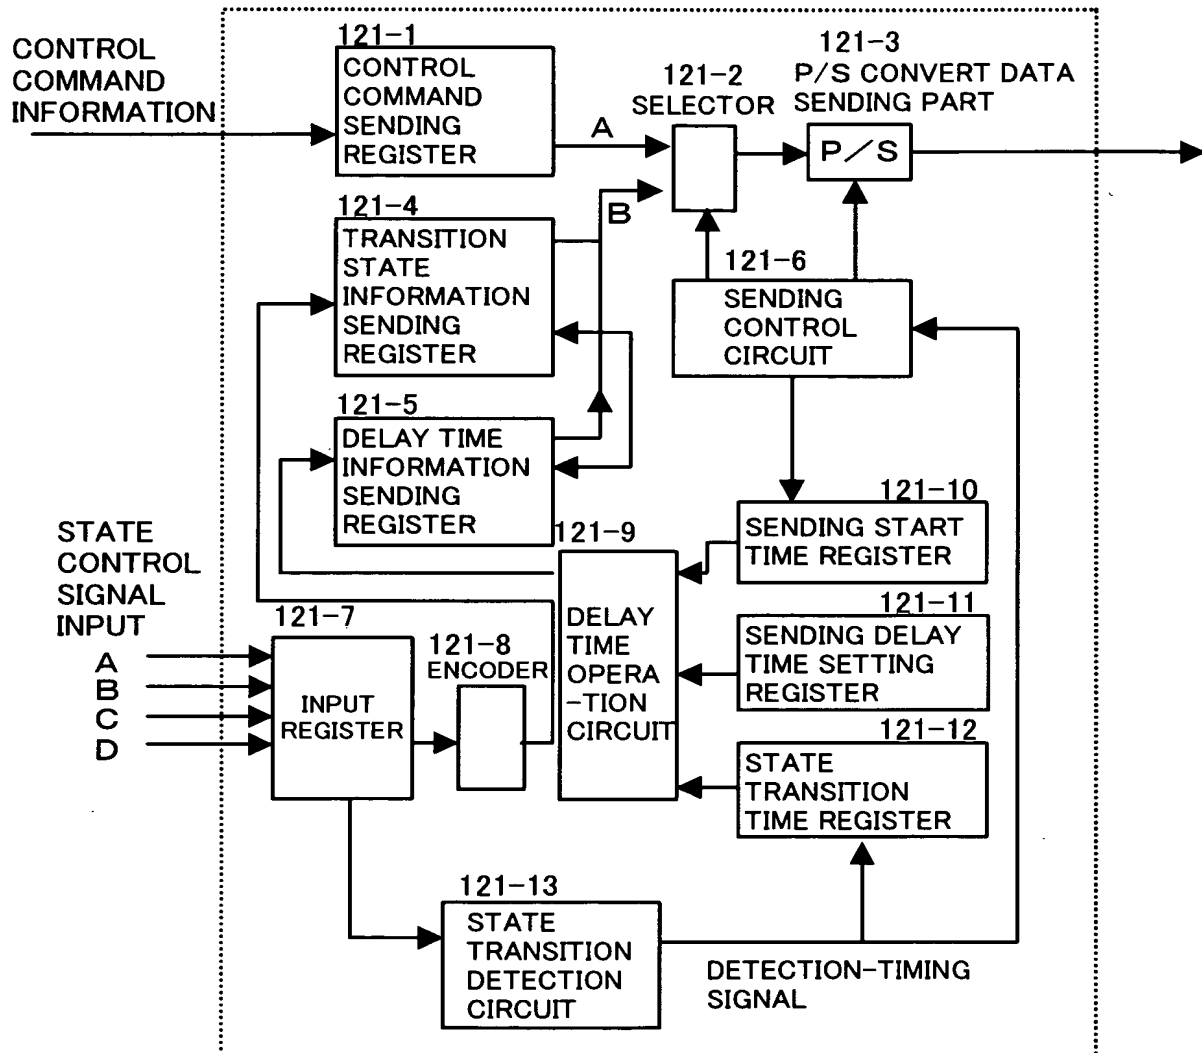 CONTROL
COMMAND
INFORMATION
121-1
CONTROL
COMMAND
SENDING
REGISTER
A
121-2
SELECTOR
121-3
P/S CONVERT DATA
SENDING PART
P/S
B
121-4
TRANSITION
STATE
INFORMATION
SENDING
REGISTER
121-6
SENDING
CONTROL
CIRCUIT
121-5
DELAY TIME
INFORMATION
SENDING
REGISTER
STATE
CONTROL
SIGNAL
INPUT
A
B
C
D
121-7
INPUT
REGISTER
121-8
ENCODER
121-9
DELAY
TIME
OPERA
-TION
CIRCUIT
121-10
SENDING START
TIME REGISTER
121-11
SENDING DELAY
TIME SETTING
REGISTER
121-12
STATE
TRANSITION
TIME REGISTER
121-13
STATE
TRANSITION
DETECTION
CIRCUIT
DETECTION-TIMING
SIGNAL